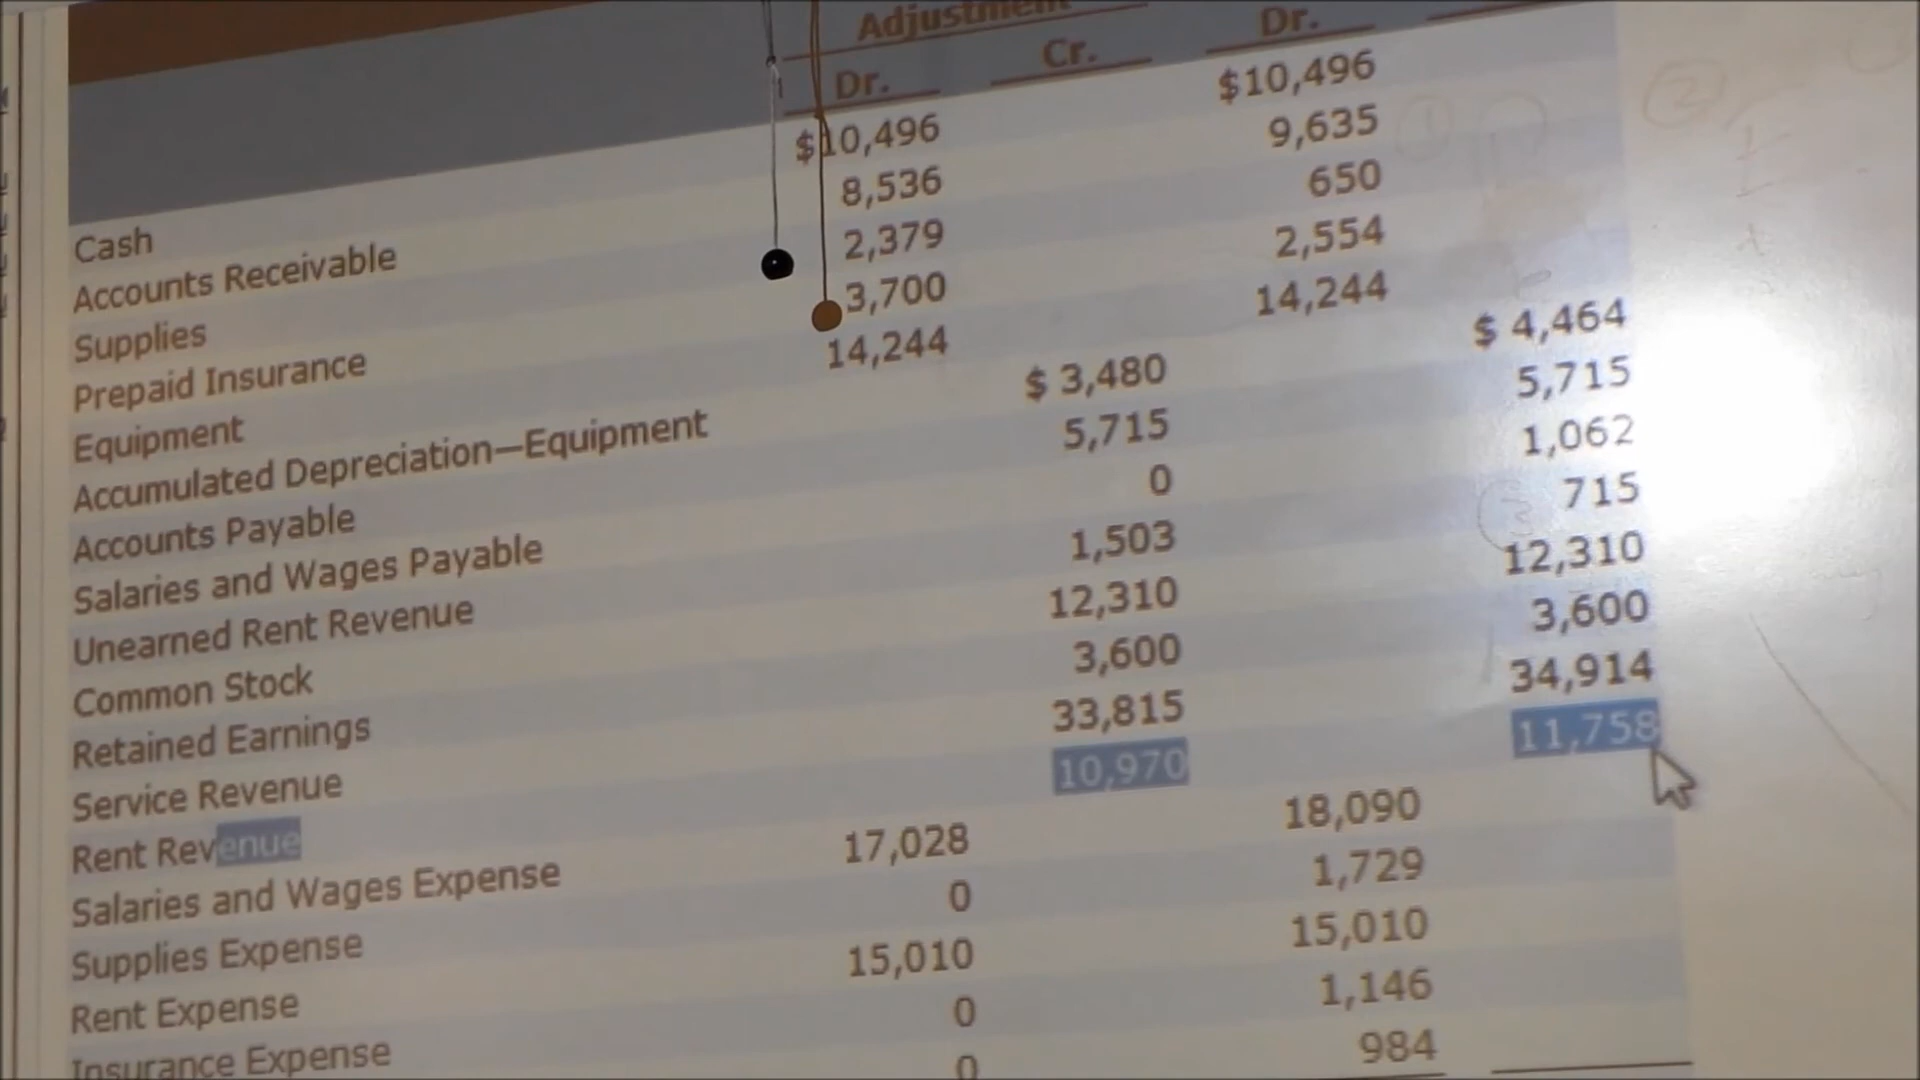 Adjustment
Dr. Cr. Dr.
Cash $10,496 $10,496
Accounts Receivable 8,536 9,635
Supplies 2,379 650
Prepaid Insurance 3,700 2,554
Equipment 14,244 14,244
Accumulated Depreciation—Equipment $ 3,480 $ 4,464
Accounts Payable 5,715 5,715
Salaries and Wages Payable 0 1,062
Unearned Rent Revenue 1,503 715
Common Stock 12,310 12,310
Retained Earnings 3,600 3,600
Service Revenue 33,815 34,914
Rent Revenue 10,970 11,758
Salaries and Wages Expense 17,028 18,090
Supplies Expense 0 1,729
Rent Expense 15,010 15,010
Insurance Expense 0 1,146
0 984